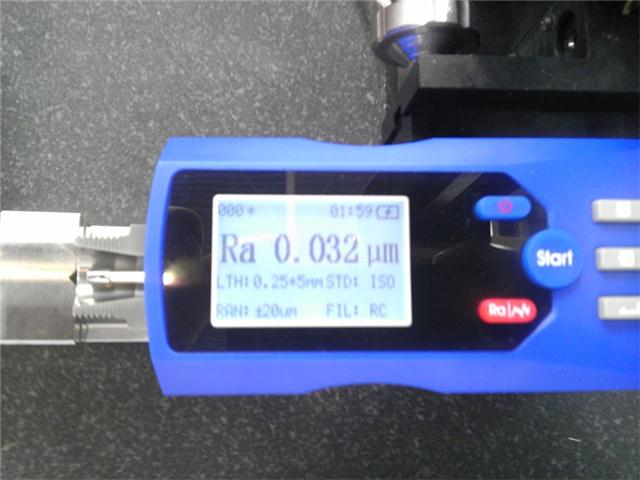 000* 01:59
Ra 0.032 µm
LTH:0.25*5mm STD: ISO
RAN: ±20um FIL: RC
Start
Ra